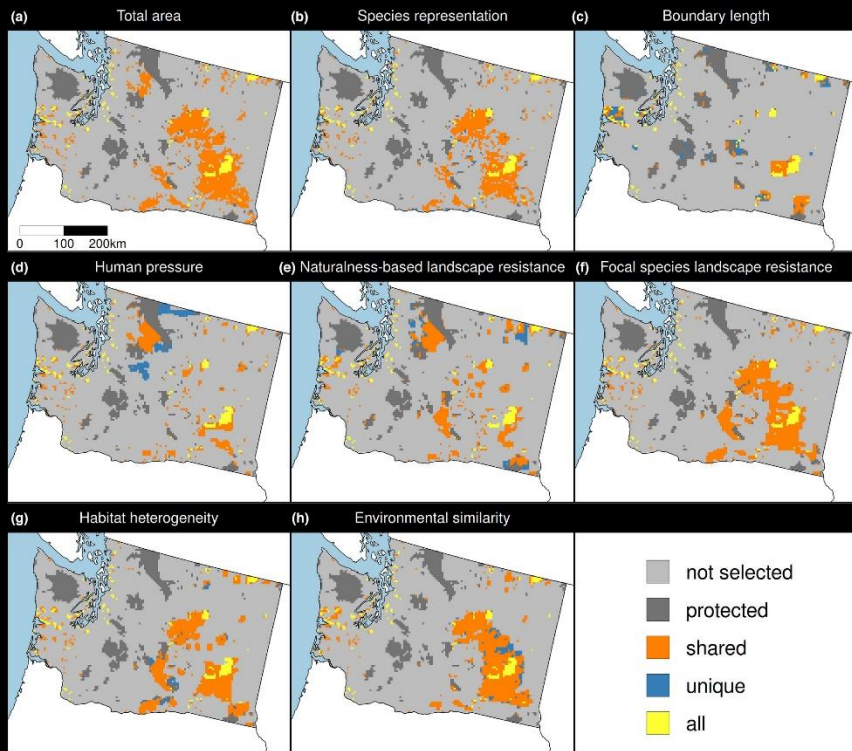 (a) Total area
(b) Species representation
(c) Boundary length
0 100 200km
(d) Human pressure
(e) Naturalness-based landscape resistance
(f) Focal species landscape resistance
(g) Habitat heterogeneity
(h) Environmental similarity
not selected
protected
shared
unique
all